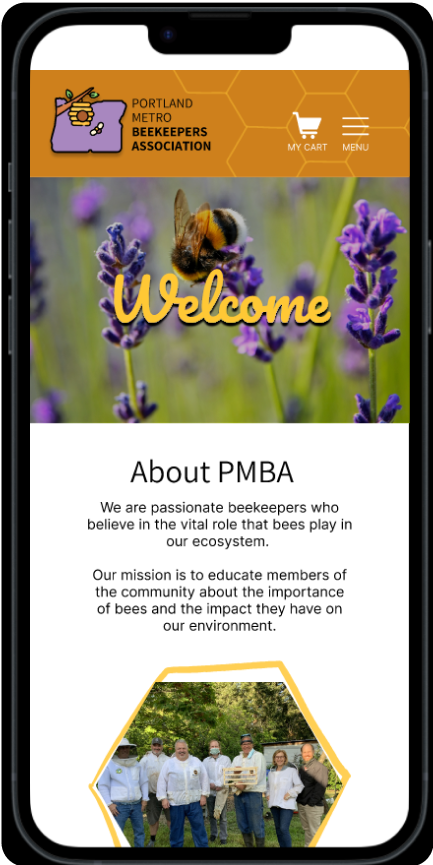 PORTLAND
METRO
BEEKEEPERS
ASSOCIATION
MY CART
MENU
Welcome
About PMBA
We are passionate beekeepers who
believe in the vital role that bees play in
our ecosystem.
Our mission is to educate members of
the community about the importance
of bees and the impact they have on
our environment.